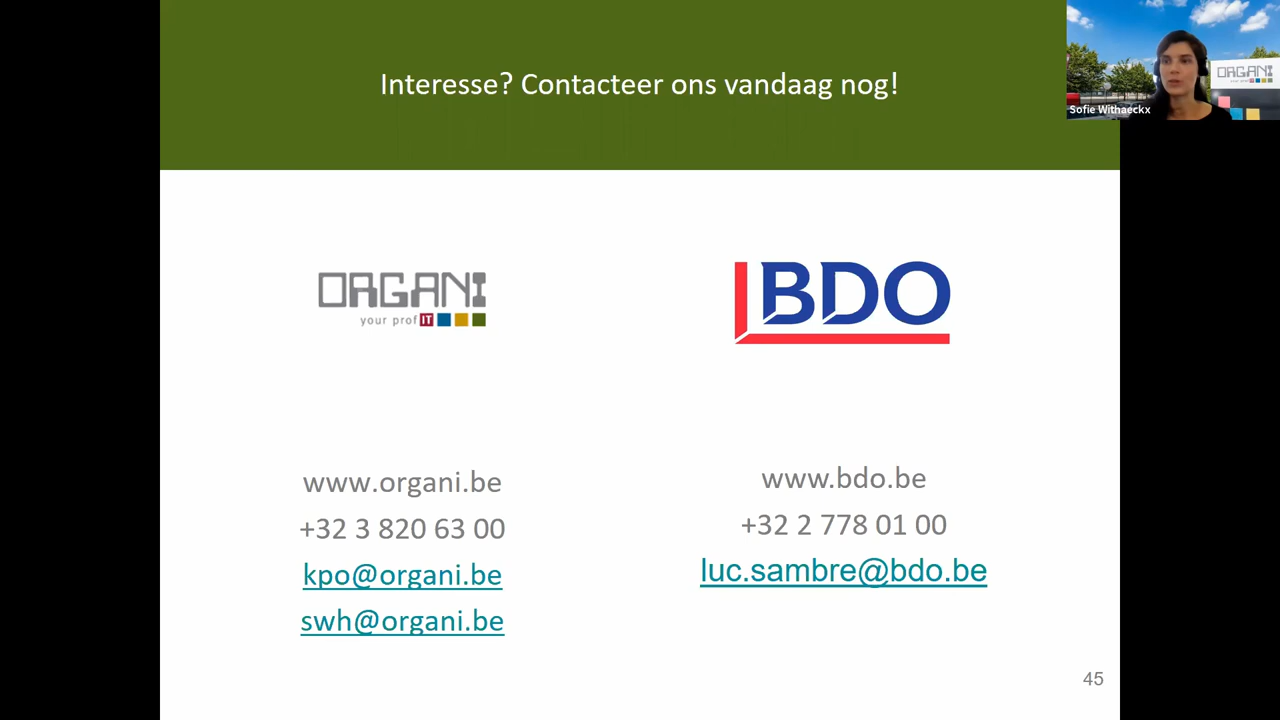 Interesse? Contacteer ons vandaag nog!
ORGANI
Sofie Withaeckx
ORGANI
your profIT
BDO
www.organi.be
+32 3 820 63 00
kpo@organi.be
swh@organi.be
www.bdo.be
+32 2 778 01 00
luc.sambre@bdo.be
45